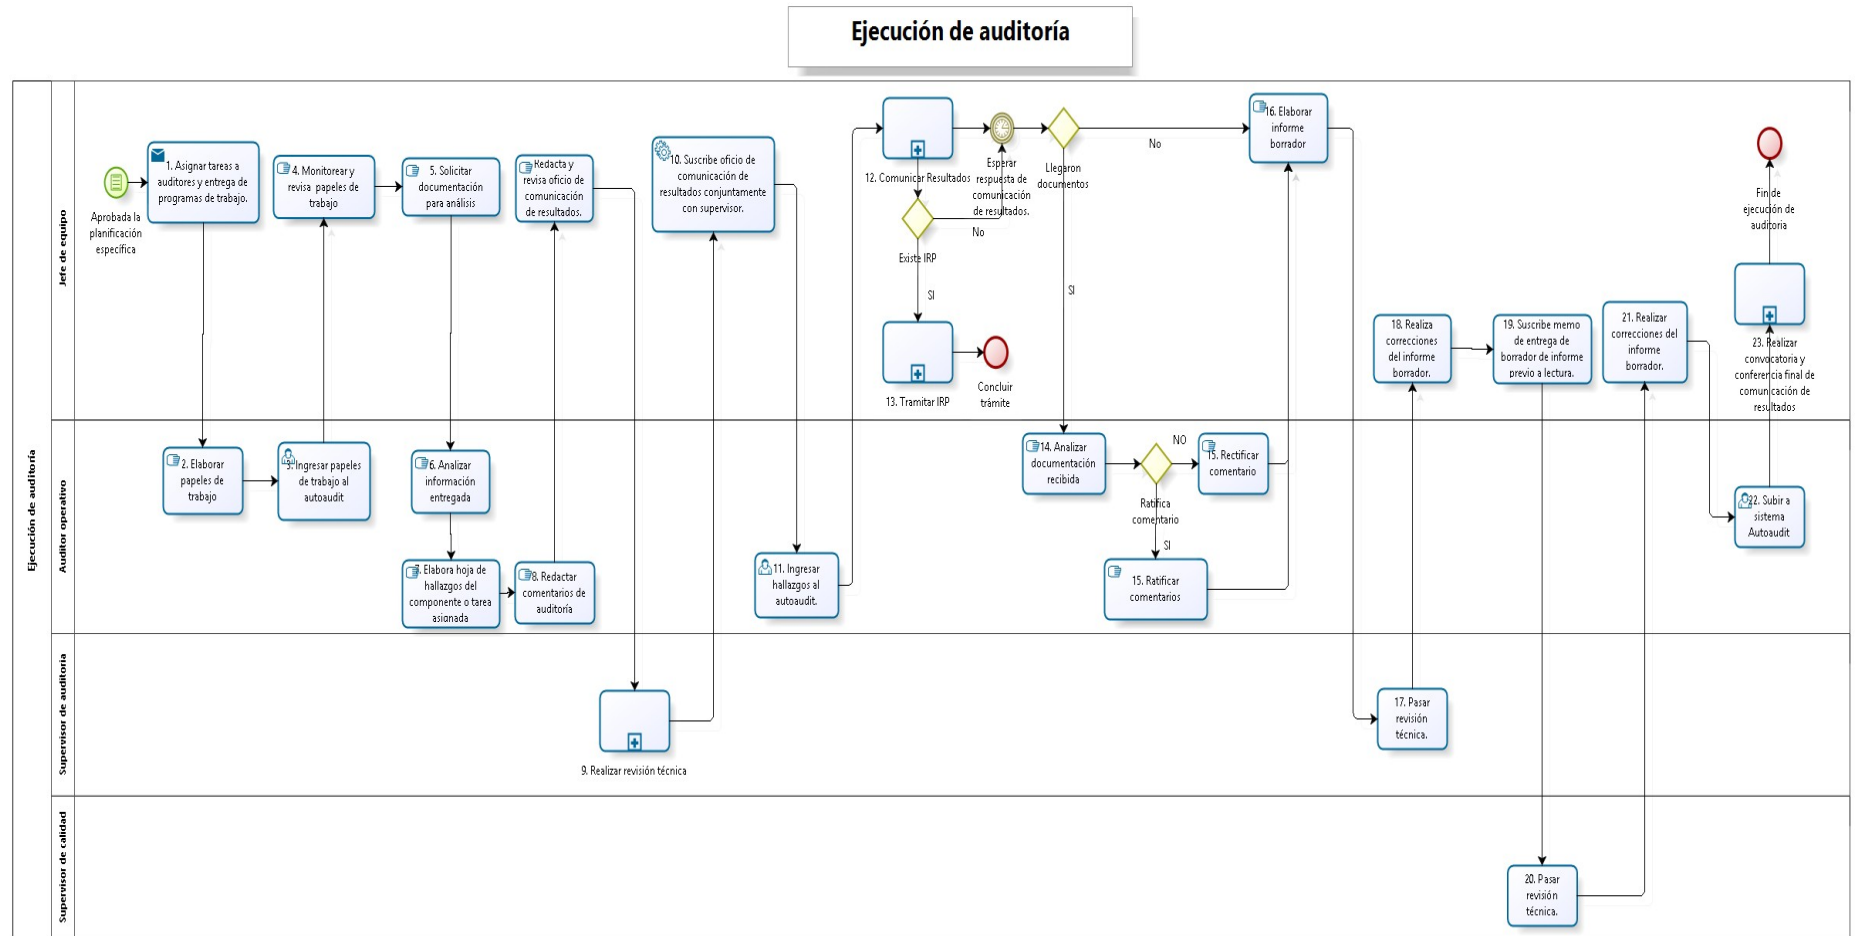 Ejecución de auditoría
Ejecución de auditoría
Jefe de equipo
Aprobada la
planificación
específica
1. Asignar tareas a
auditores y entrega de
programas de trabajo.
4. Monitorear y
revisa papeles de
trabajo
5. Solicitar
documentación
para análisis
Redacta y
revisa oficio de
comunicación
de resultados.
10. Suscribe oficio de
comunicación de
resultados conjuntamente
con supervisor.
12. Comunicar Resultados
Esperar
respuesta de
comunicación
de resultados.
No
Existe IRP
SI
13. Tramitar IRP
Concluir
trámite
Llegaron
documentos
No
SI
16. Elaborar
informe
borrador
18. Realiza
correcciones
del informe
borrador.
19. Suscribe memo
de entrega de
borrador de informe
previo a lectura.
21. Realizar
correcciones del
informe
borrador.
Fin de
ejecución de
auditoria
23. Realizar
convocatoria y
conferencia final de
comunicación de
resultados
Auditor operativo
2. Elaborar
papeles de
trabajo
3. Ingresar papeles
de trabajo al
autoaudit
6. Analizar
información
entregada
7. Elabora hoja de
hallazgos del
componente o tarea
asignada
8. Redactar
comentarios de
auditoría
11. Ingresar
hallazgos al
autoaudit.
14. Analizar
documentación
recibida
NO
Ratifica
comentario
SI
15. Rectificar
comentario
15. Ratificar
comentarios
22. Subir a
sistema
Autoaudit
Supervisor de auditoría
9. Realizar revisión técnica
17. Pasar
revisión
técnica.
Supervisor de calidad
20. Pasar
revisión
técnica.